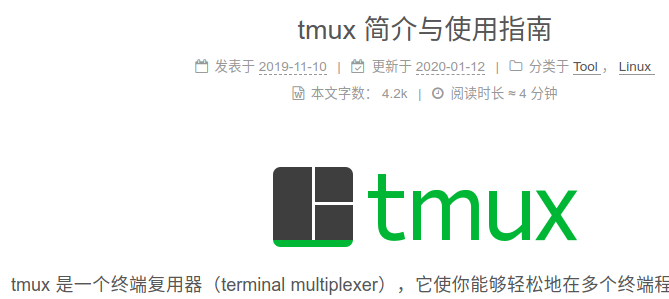 tmux 简介与使用指南
发表于 2019-11-10 | 更新于 2020-01-12 | 分类于 Tool， Linux
本文字数： 4.2k | 阅读时长 ≈ 4 分钟
tmux
tmux 是一个终端复用器（terminal multiplexer），它使你能够轻松地在多个终端程